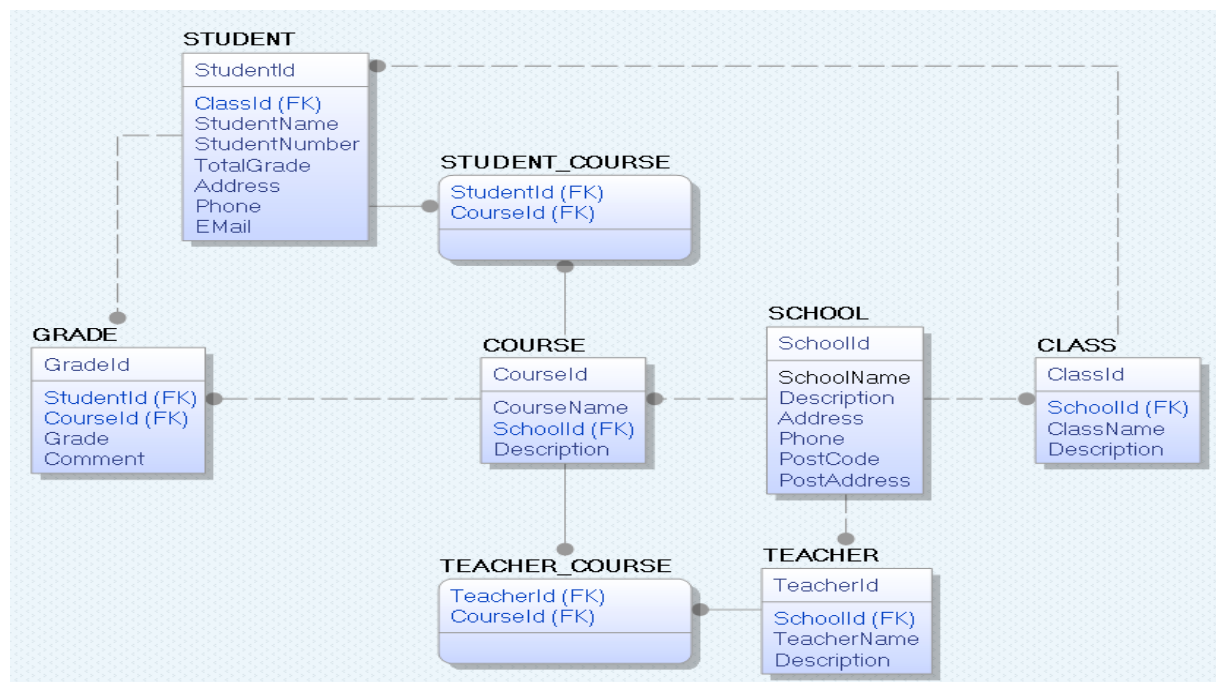 STUDENT
StudentId
ClassId (FK)
StudentName
StudentNumber
TotalGrade
Address
Phone
EMail
STUDENT_COURSE
StudentId (FK)
CourseId (FK)
GRADE
GradeId
StudentId (FK)
CourseId (FK)
Grade
Comment
COURSE
CourseId
CourseName
SchoolId (FK)
Description
SCHOOL
SchoolId
SchoolName
Description
Address
Phone
PostCode
PostAddress
CLASS
ClassId
SchoolId (FK)
ClassName
Description
TEACHER_COURSE
TeacherId (FK)
CourseId (FK)
TEACHER
TeacherId
SchoolId (FK)
TeacherName
Description